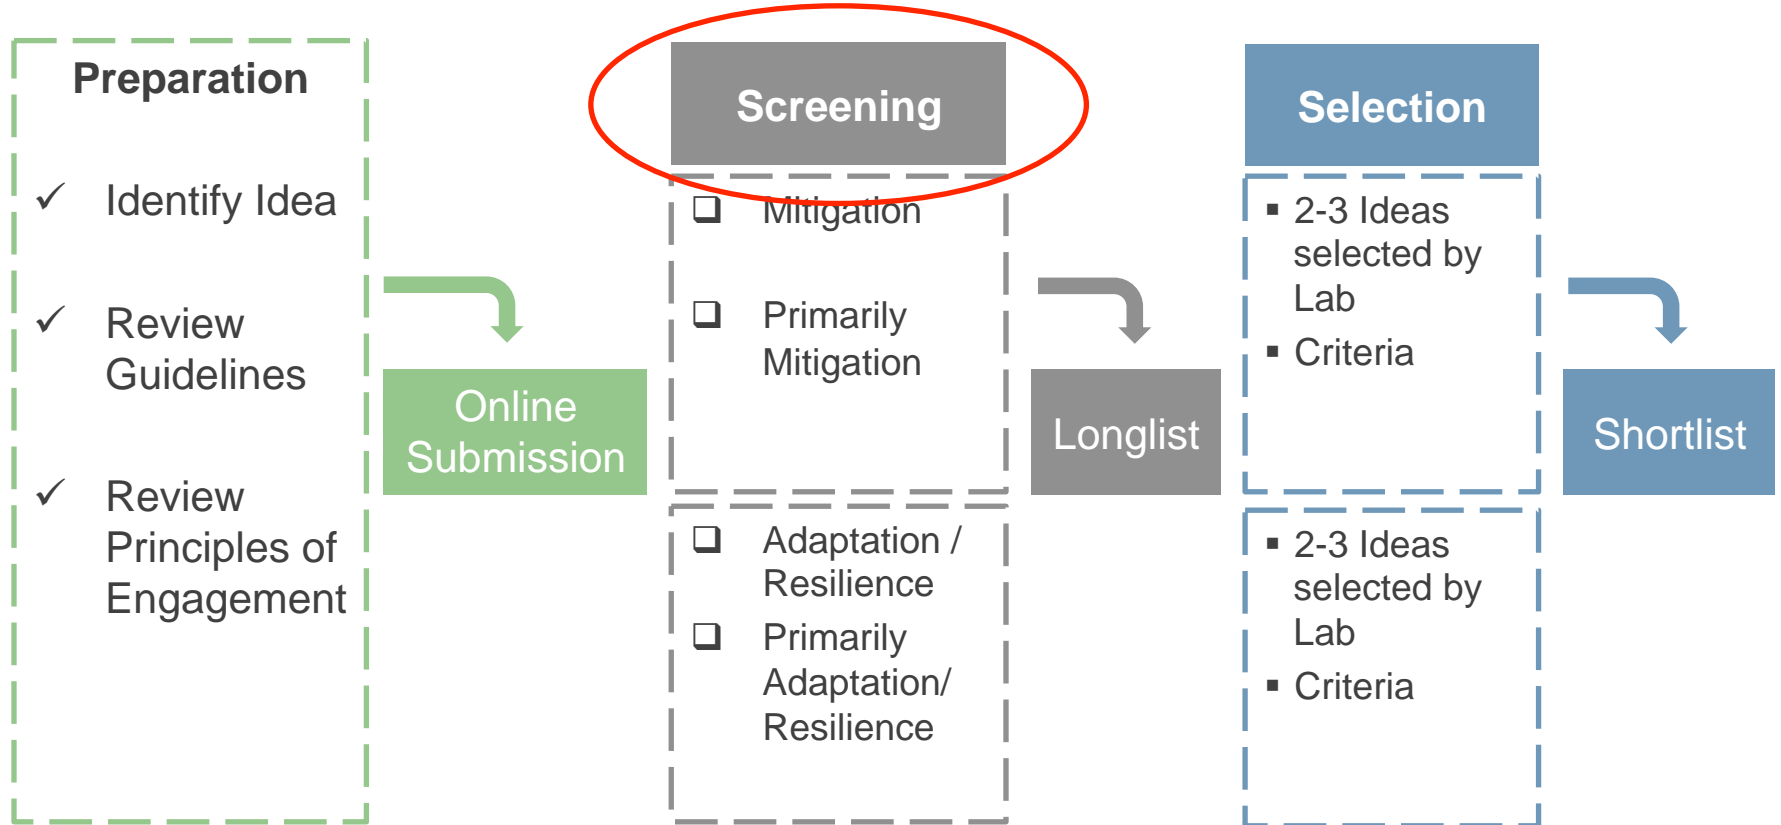 Preparation
✓ Identify Idea
✓ Review
Guidelines
✓ Review
Principles of
Engagement
Online
Submission
Screening
❑ Mitigation
❑ Primarily
Mitigation
❑ Adaptation /
Resilience
❑ Primarily
Adaptation/
Resilience
Longlist
Selection
▪ 2-3 Ideas
selected by
Lab
▪ Criteria
▪ 2-3 Ideas
selected by
Lab
▪ Criteria
Shortlist